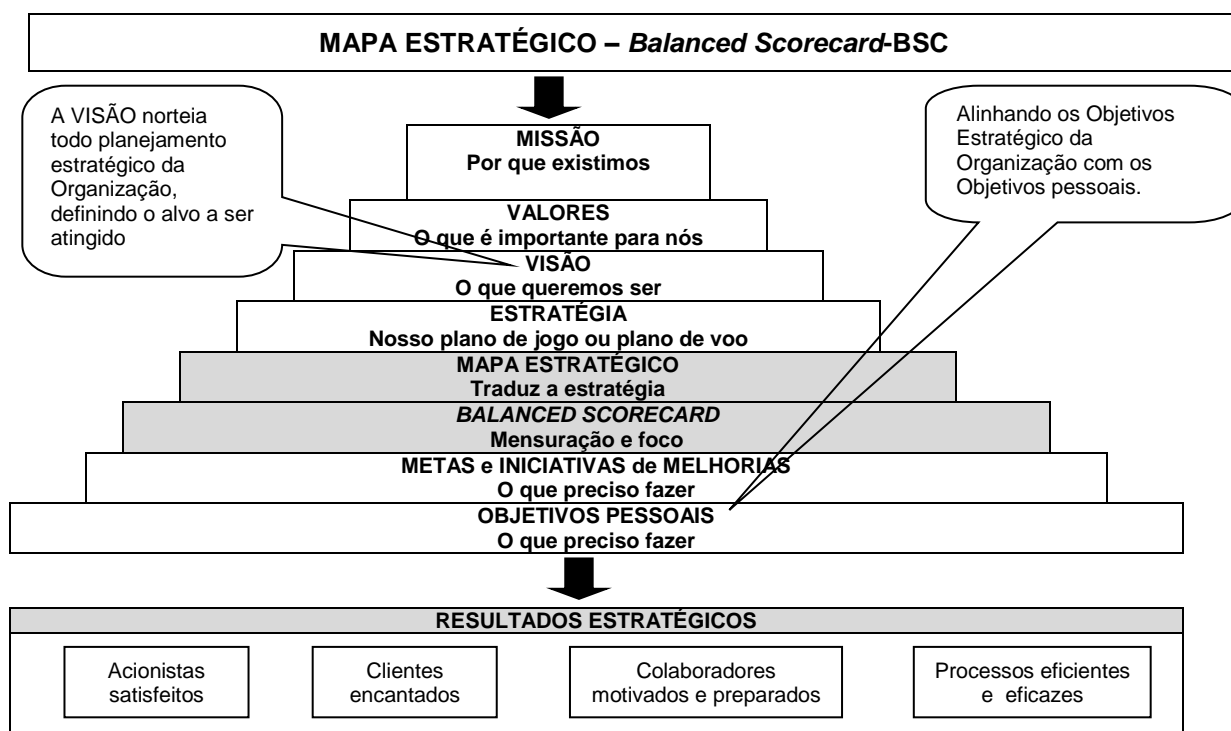 MAPA ESTRATÉGICO – Balanced Scorecard-BSC
A VISÃO norteia
todo planejamento
estratégico da
Organização,
definindo o alvo a ser
atingido
Alinhando os Objetivos
Estratégico da
Organização com os
Objetivos pessoais.
MISSÃO
Por que existimos
VALORES
O que é importante para nós
VISÃO
O que queremos ser
ESTRATÉGIA
Nosso plano de jogo ou plano de voo
MAPA ESTRATÉGICO
Traduz a estratégia
BALANCED SCORECARD
Mensuração e foco
METAS e INICIATIVAS de MELHORIAS
O que preciso fazer
OBJETIVOS PESSOAIS
O que preciso fazer
RESULTADOS ESTRATÉGICOS
Acionistas
satisfeitos
Clientes
encantados
Colaboradores
motivados e preparados
Processos eficientes
e eficazes